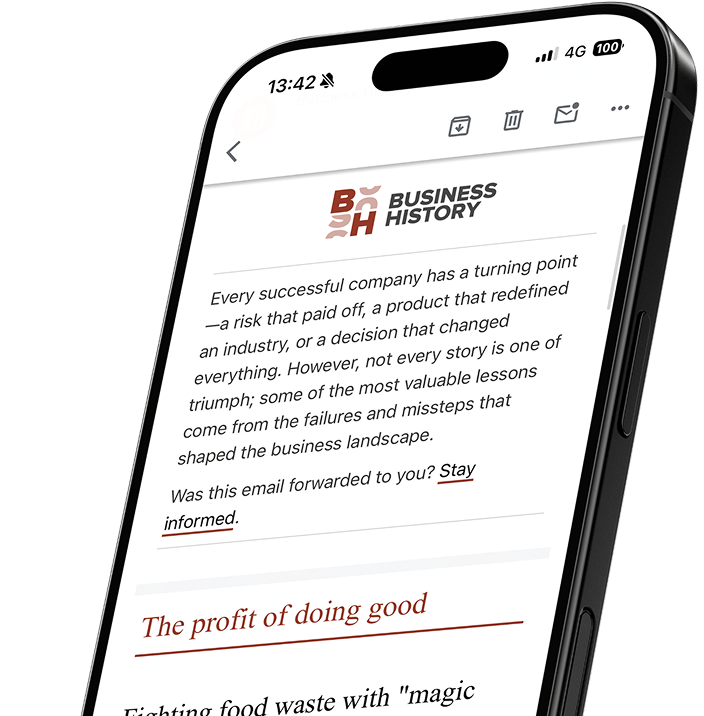 13:42 4G 100
BUSINESS
BH HISTORY
Every successful company has a turning point
—a risk that paid off, a product that redefined
an industry, or a decision that changed
everything. However, not every story is one of
triumph; some of the most valuable lessons
come from the failures and missteps that
shaped the business landscape.
Was this email forwarded to you? Stay
informed.
The profit of doing good
Fighting food waste with "magic